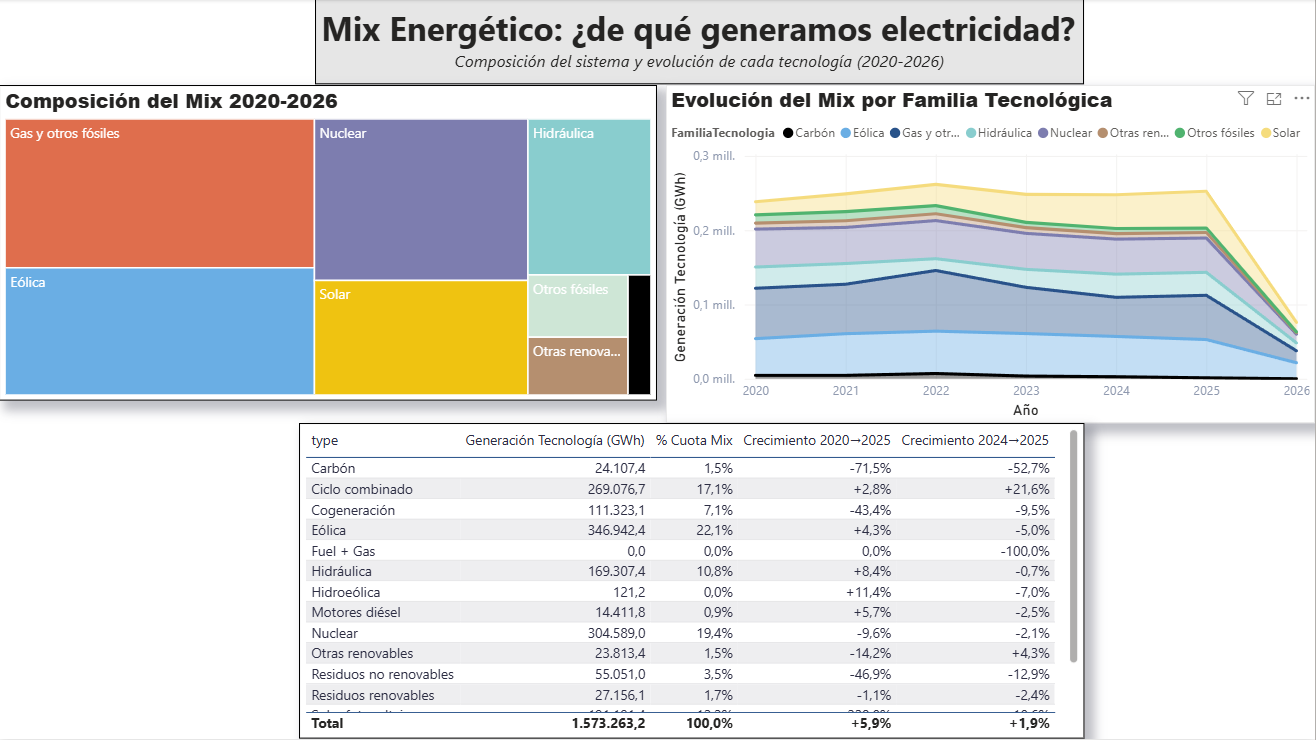 Mix Energético: ¿de qué generamos electricidad?
Composición del sistema y evolución de cada tecnología (2020-2026)
Composición del Mix 2020-2026
Gas y otros fósiles
Nuclear
Hidráulica
Eólica
Solar
Otros fósiles
Otras renova...
Evolución del Mix por Familia Tecnológica
FamiliaTecnologia Carbón Eólica Gas y otr... Hidráulica Nuclear Otras ren... Otros fósiles Solar
Generación Tecnología (GWh)
0,3 mill.
0,2 mill.
0,1 mill.
0,0 mill.
2020 2021 2022 2023 2024 2025 2026
Año
type Generación Tecnología (GWh) % Cuota Mix Crecimiento 2020→2025 Crecimiento 2024→2025
Carbón 24.107,4 1,5% -71,5% -52,7%
Ciclo combinado 269.076,7 17,1% +2,8% +21,6%
Cogeneración 111.323,1 7,1% -43,4% -9,5%
Eólica 346.942,4 22,1% +4,3% -5,0%
Fuel + Gas 0,0 0,0% 0,0% -100,0%
Hidráulica 169.307,4 10,8% +8,4% -0,7%
Hidroeólica 121,2 0,0% +11,4% -7,0%
Motores diésel 14.411,8 0,9% +5,7% -2,5%
Nuclear 304.589,0 19,4% -9,6% -2,1%
Otras renovables 23.813,4 1,5% -14,2% +4,3%
Residuos no renovables 55.051,0 3,5% -46,9% -12,9%
Residuos renovables 27.156,1 1,7% -1,1% -2,4%
Total 1.573.263,2 100,0% +5,9% +1,9%